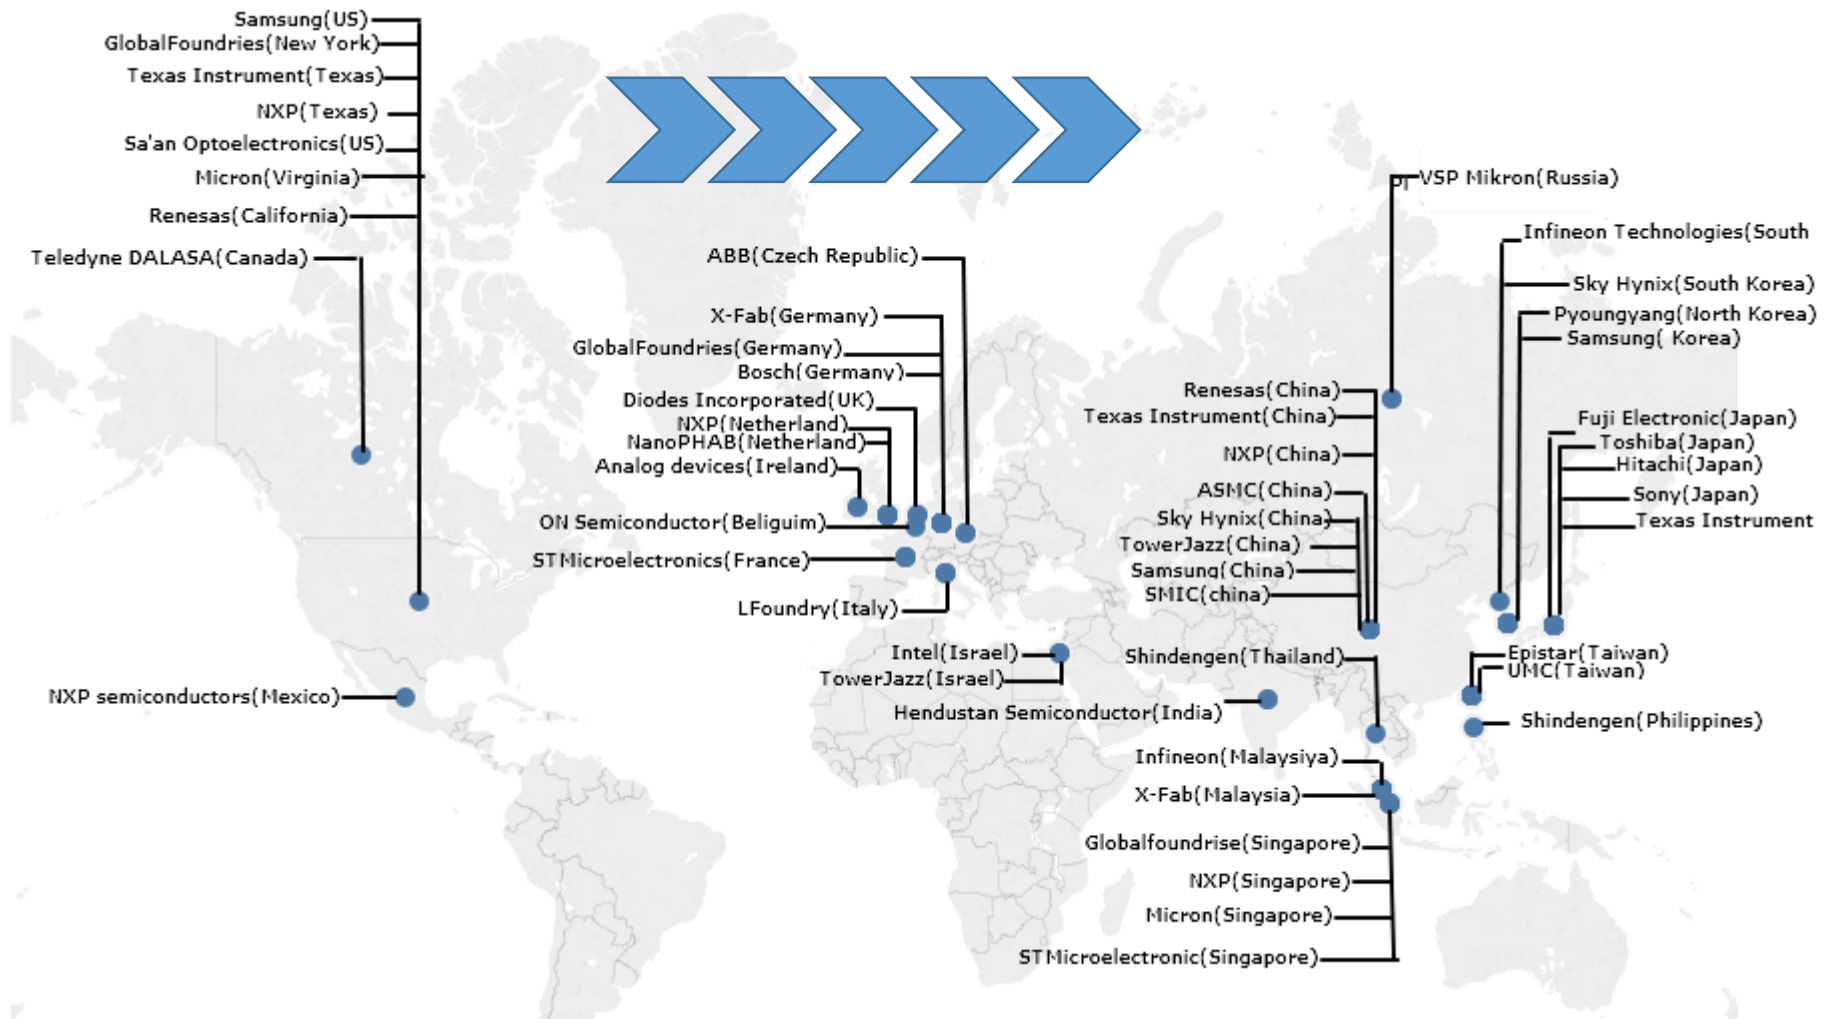 Samsung(US)
GlobalFoundries(New York)
Texas Instrument(Texas)
NXP(Texas)
Sa'an Optoelectronics(US)
Micron(Virginia)
Renesas(California)
Teledyne DALASA(Canada)
NXP semiconductors(Mexico)
ABB(Czech Republic)
X-Fab(Germany)
GlobalFoundries(Germany)
Bosch(Germany)
Diodes Incorporated(UK)
NXP(Netherland)
NanoPHAB(Netherland)
Analog devices(Ireland)
ON Semiconductor(Beliguim)
STMicroelectronics(France)
LFoundry(Italy)
Intel(Israel)
TowerJazz(Israel)
Hendustan Semiconductor(India)
VSP Mikron(Russia)
Renesas(China)
Texas Instrument(China)
NXP(China)
ASMC(China)
Sky Hynix(China)
TowerJazz(China)
Samsung(China)
SMIC(china)
Shindengen(Thailand)
Infineon(Malaysiya)
X-Fab(Malaysia)
Globalfoundrise(Singapore)
NXP(Singapore)
Micron(Singapore)
STMicroelectronic(Singapore)
Infineon Technologies(South
Sky Hynix(South Korea)
Pyoungyang(North Korea)
Samsung( Korea)
Fuji Electronic(Japan)
Toshiba(Japan)
Hitachi(Japan)
Sony(Japan)
Texas Instrument
Epistar(Taiwan)
UMC(Taiwan)
Shindengen(Philippines)